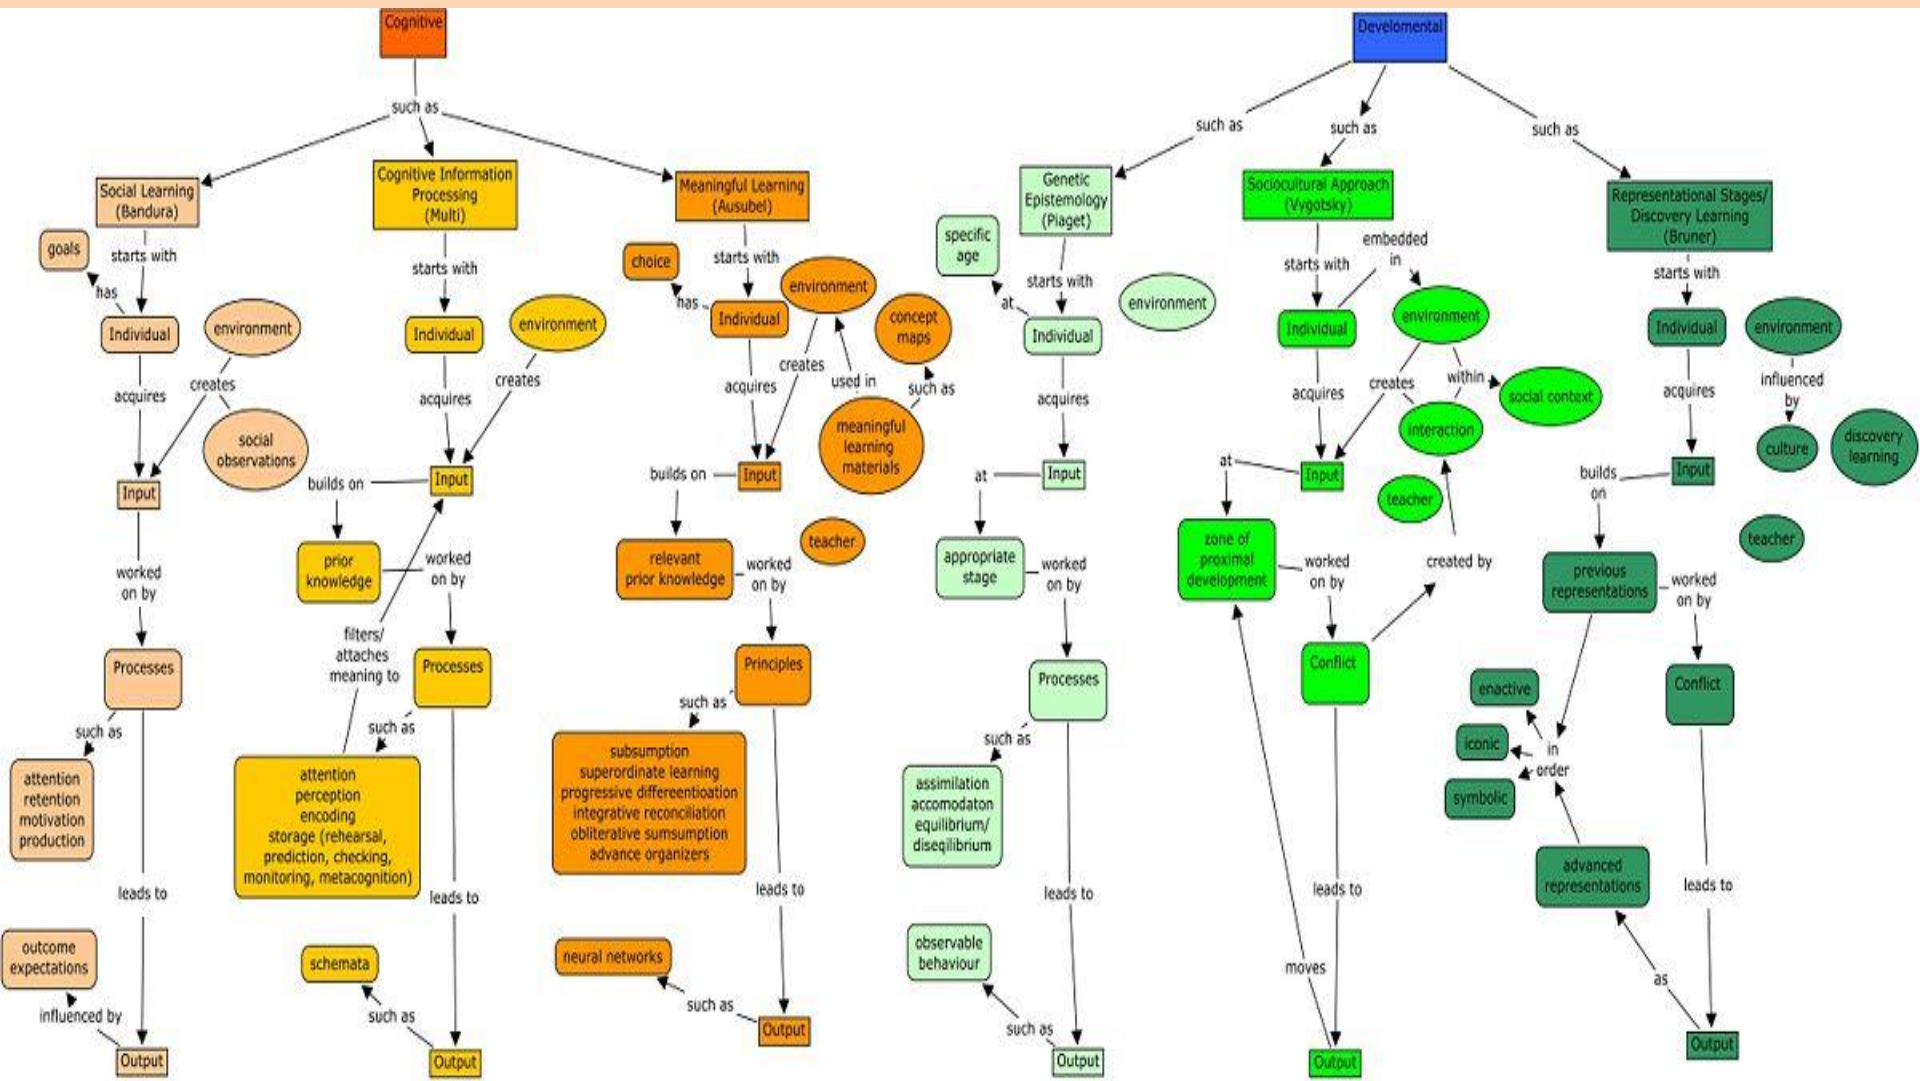 Cognitive
such as
Social Learning
(Bandura)
goals
starts with
has
Individual
environment
acquires
creates
social
observations
Input
worked
on by
Processes
such as
attention
retention
motivation
production
leads to
outcome
expectations
influenced by
Output
Cognitive Information
Processing
(Multi)
starts with
Individual
environment
acquires
creates
Input
builds on
prior
knowledge
worked
on by
filters/
attaches
meaning to
Processes
such as
attention
perception
encoding
storage (rehearsal,
prediction, checking,
monitoring, metacognition)
leads to
schemata
such as
Output
Meaningful Learning
(Ausubel)
choice
starts with
has
Individual
environment
concept
maps
acquires
creates
used in
such as
meaningful
learning
materials
builds on
Input
teacher
relevant
prior knowledge
worked
on by
Principles
such as
subsumption
superordinate learning
progressive differeentioation
integrative reconciliation
obliterative sumsumption
advance organizers
leads to
neural networks
such as
Output
Develomental
such as
such as
such as
Genetic
Epistemology
(Piaget)
specific
age
starts with
at
Individual
environment
acquires
at
Input
appropriate
stage
worked
on by
Processes
such as
assimilation
accomodaton
equilibrium/
diseqilibrium
leads to
observable
behaviour
such as
Output
Sociocultural Approach
(Vygotsky)
starts with
embedded
in
Individual
environment
acquires
creates
within
social context
interaction
at
Input
teacher
zone of
proximal
development
worked
on by
created by
Conflict
leads to
moves
Output
Representational Stages/
Discovery Learning
(Bruner)
starts with
Individual
environment
acquires
influenced
by
culture
discovery
learning
builds
on
Input
teacher
previous
representations
worked
on by
Conflict
enactive
iconic
symbolic
in
order
advanced
representations
leads to
as
Output